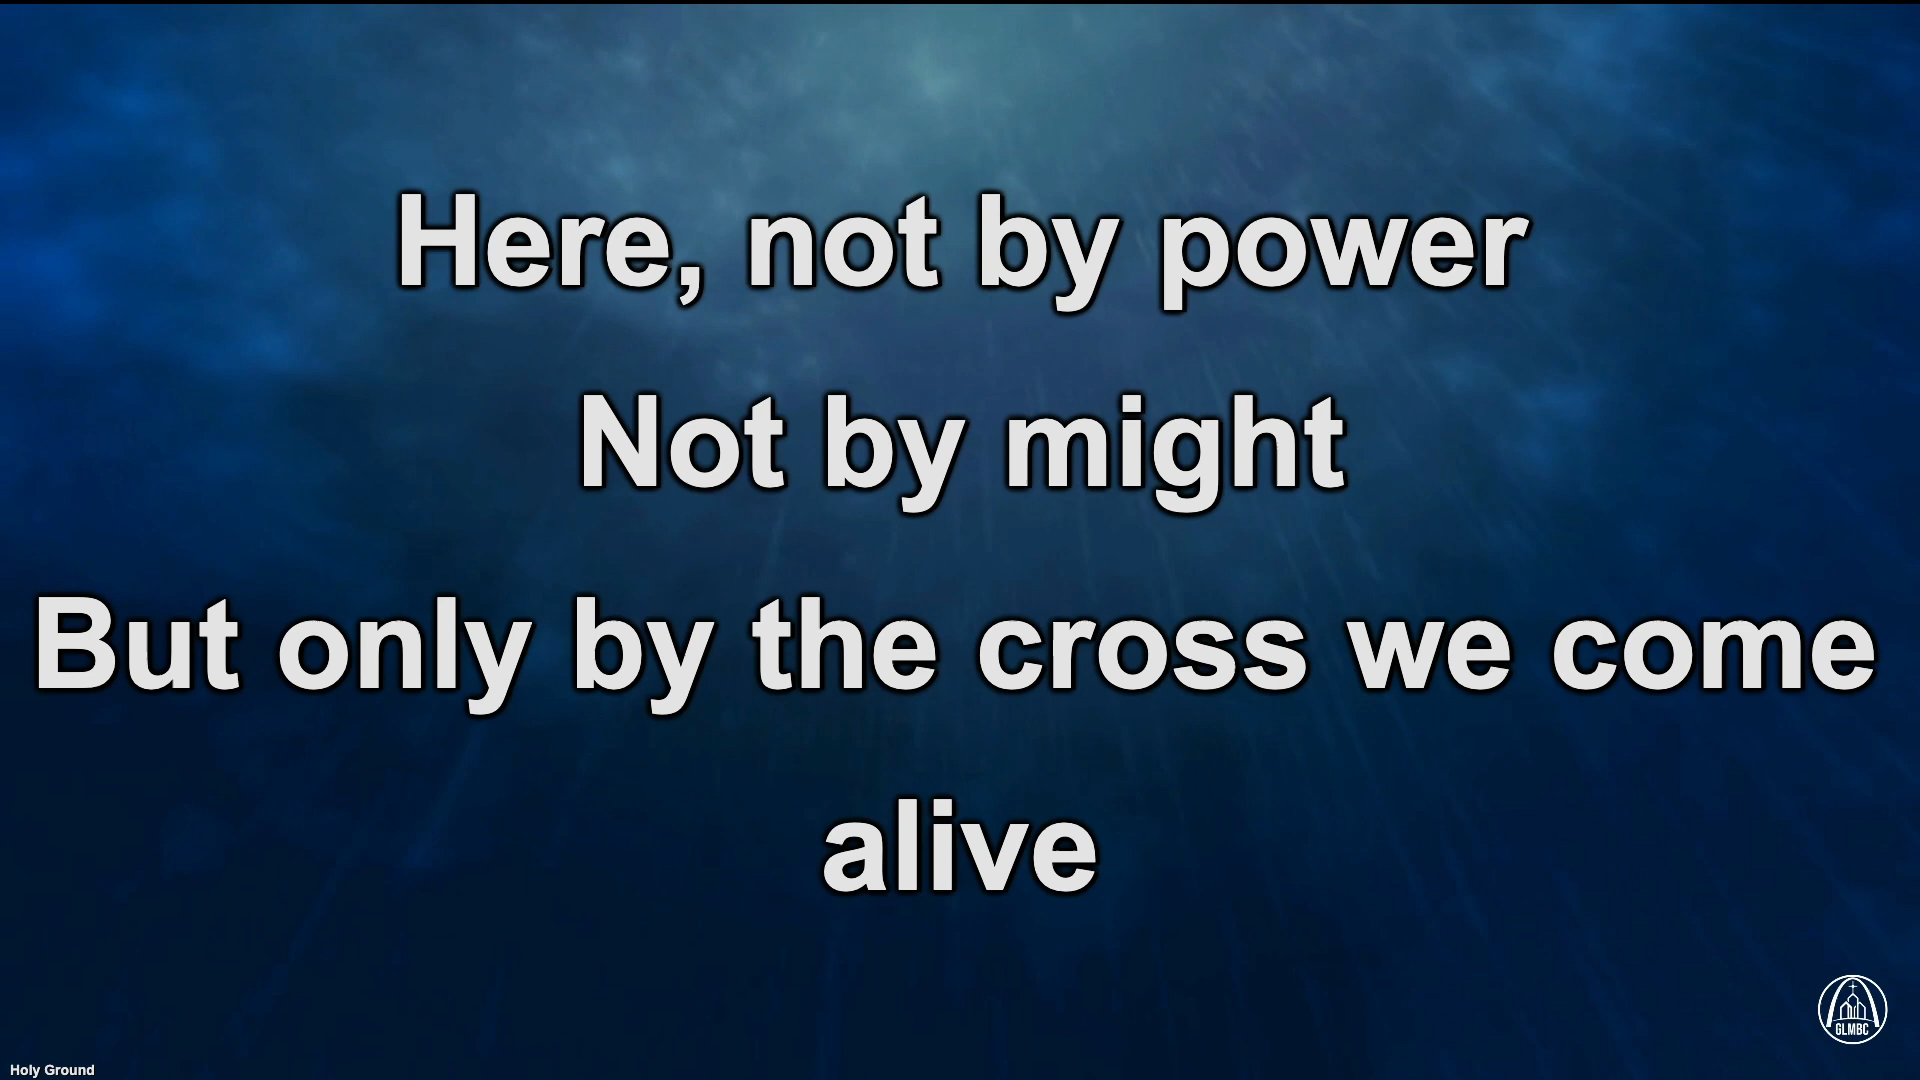 Here, not by power
Not by might
But only by the cross we come
alive
GLMBC
Holy Ground